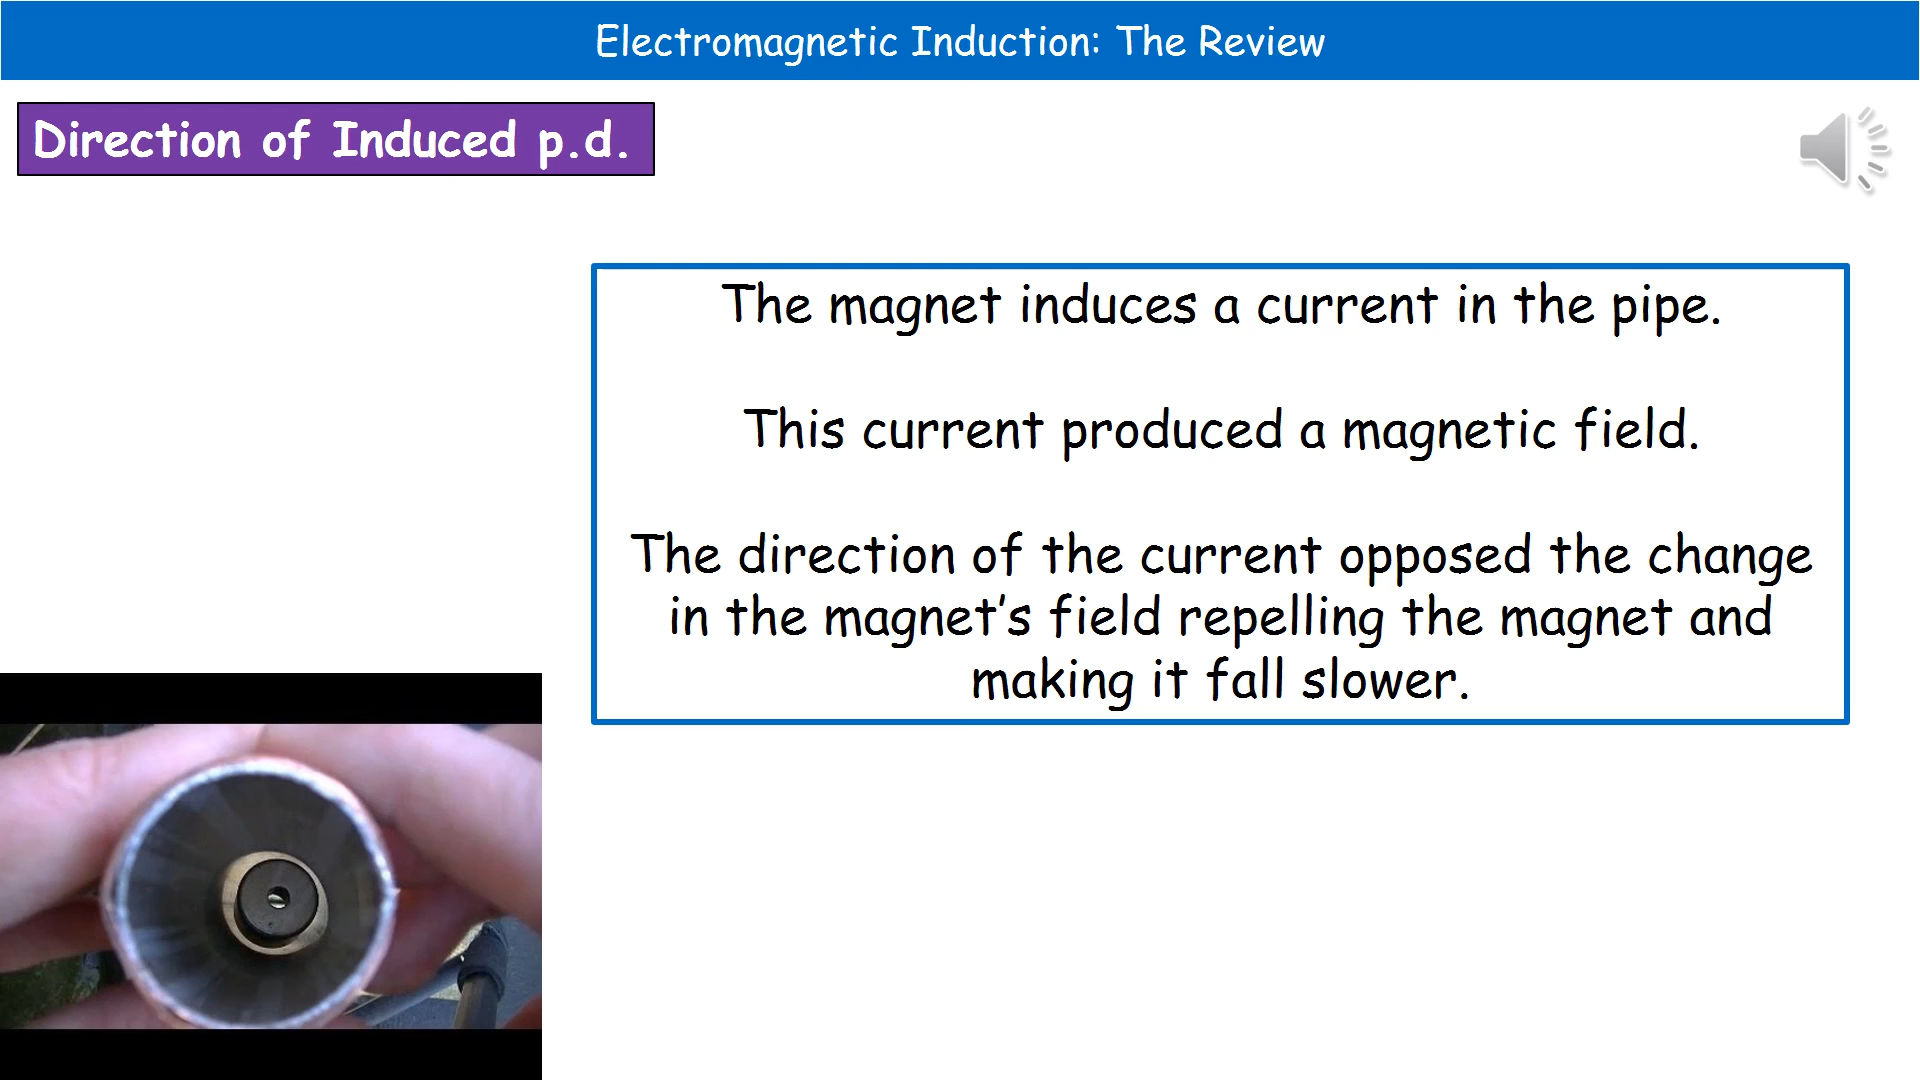 Electromagnetic Induction: The Review
Direction of Induced p.d.
The magnet induces a current in the pipe.
This current produced a magnetic field.
The direction of the current opposed the change
in the magnet’s field repelling the magnet and
making it fall slower.